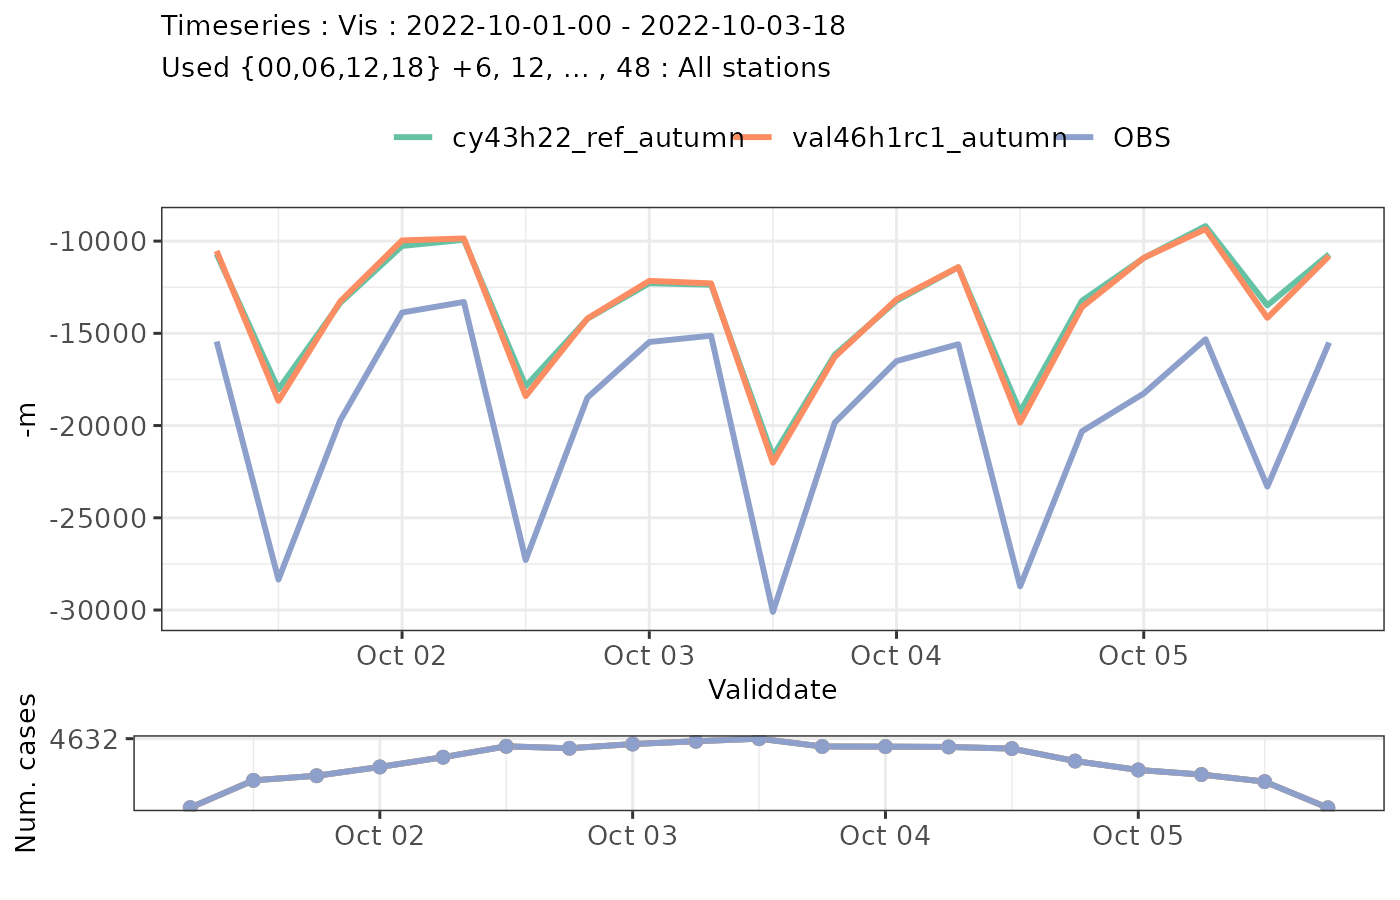 Timeseries : Vis : 2022-10-01-00 - 2022-10-03-18
Used {00,06,12,18} +6, 12, ... , 48 : All stations
cy43h22_ref_autumn val46h1rc1_autumn OBS
-m
-10000
-15000
-20000
-25000
-30000
Oct 02 Oct 03 Oct 04 Oct 05
Validdate
Num. cases
4632
Oct 02 Oct 03 Oct 04 Oct 05